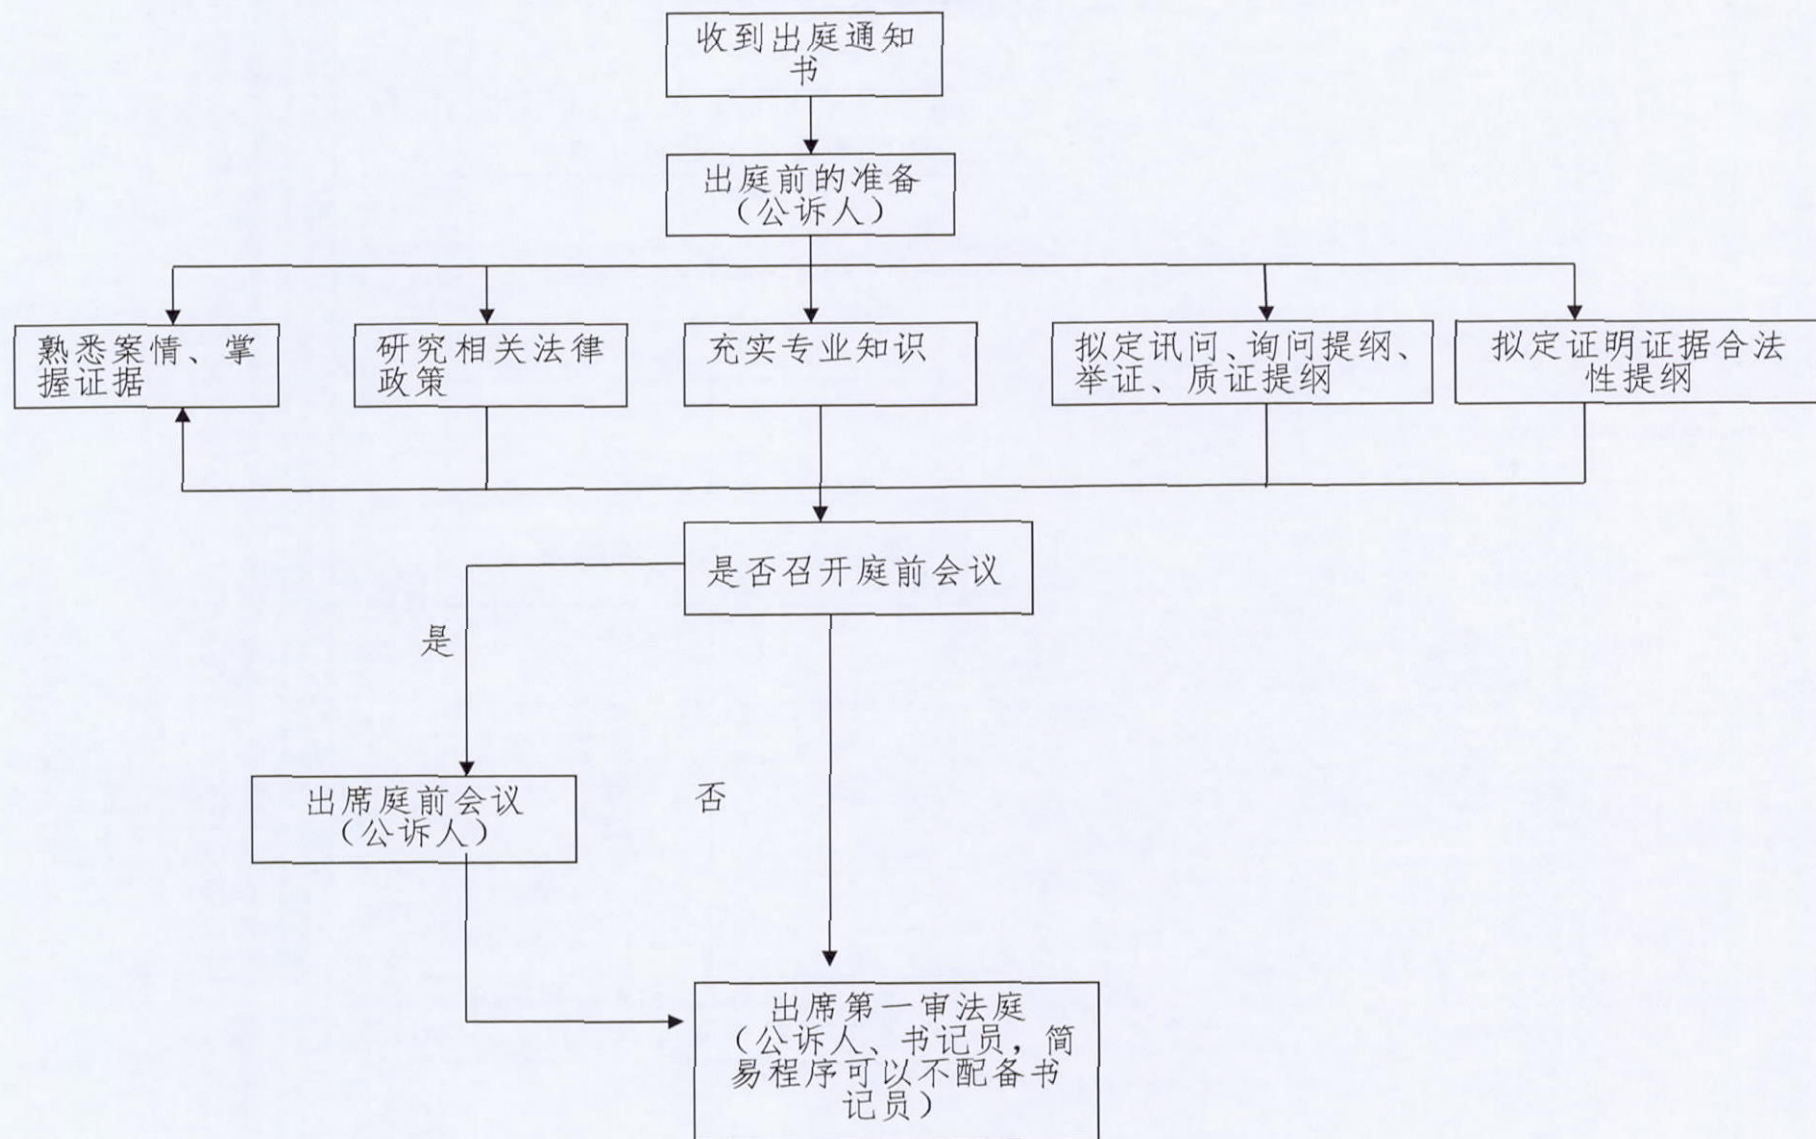 收到出庭通知
书
出庭前的准备
（公诉人）
熟悉案情、掌
握证据
研究相关法律
政策
充实专业知识
拟定讯问、询问提纲、
举证、质证提纲
拟定证明证据合法
性提纲
是否召开庭前会议
是
否
出席庭前会议
（公诉人）
出席第一审法庭
（公诉人、书记员，简
易程序可以不配备书
记员）